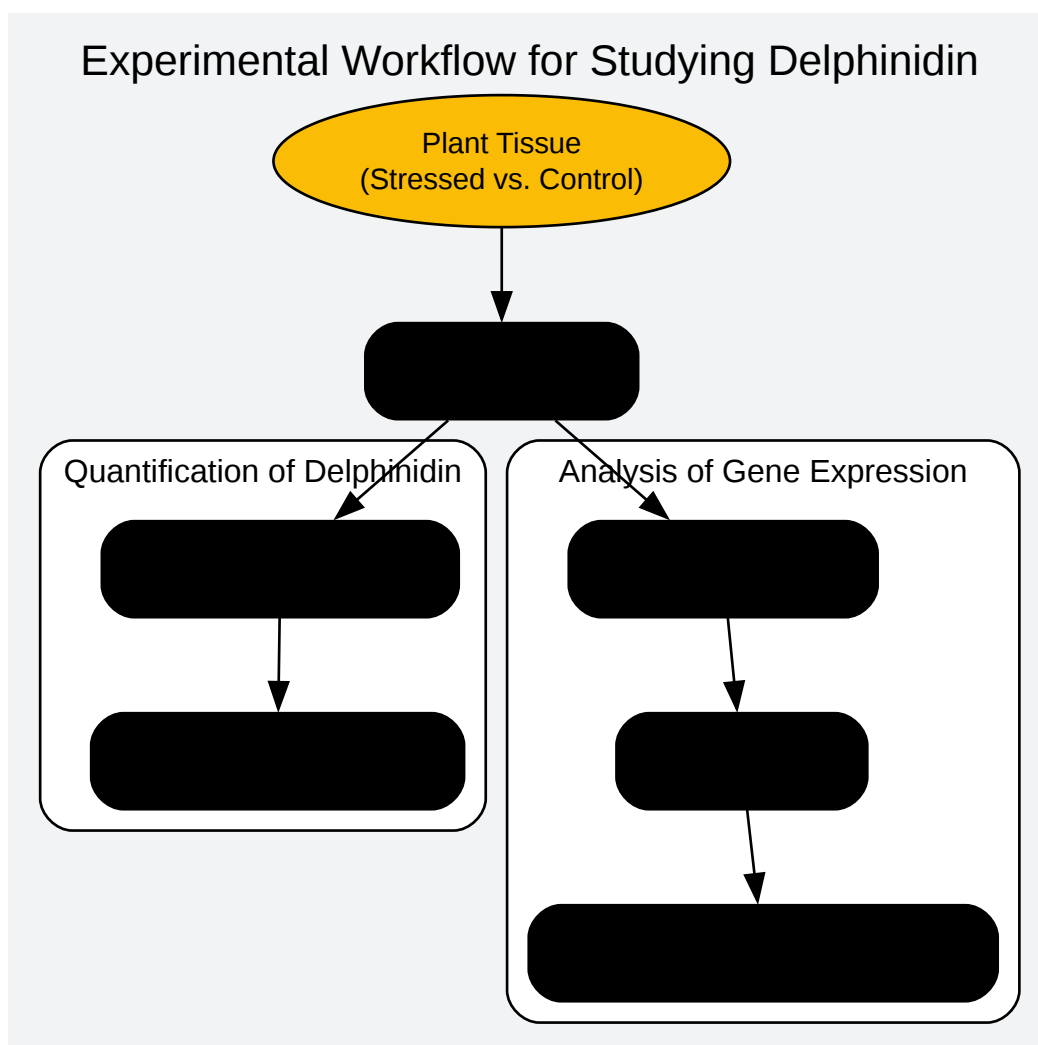 Experimental Workflow for Studying Delphinidin
Plant Tissue
(Stressed vs. Control)
Quantification of Delphinidin
Analysis of Gene Expression